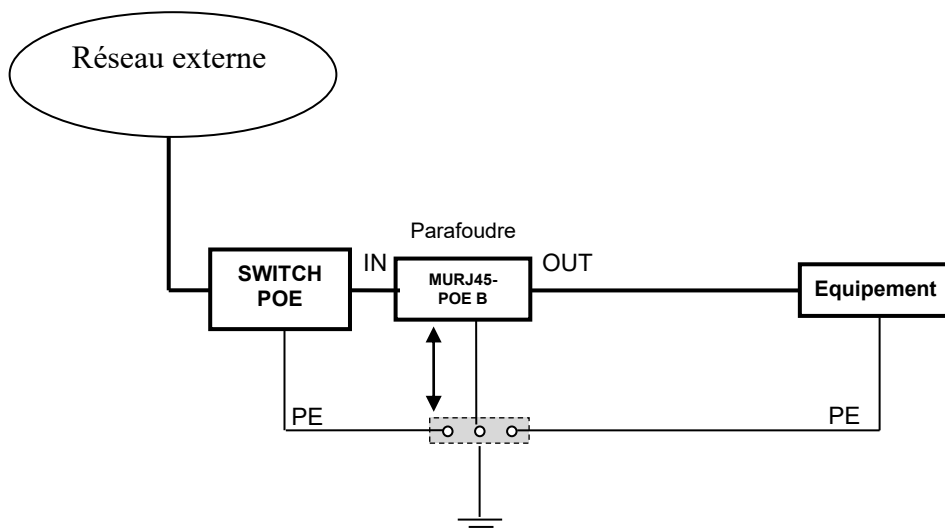 Réseau externe
Parafoudre
SWITCH
POE
IN
MURJ45-
POE B
OUT
Equipement
PE
PE